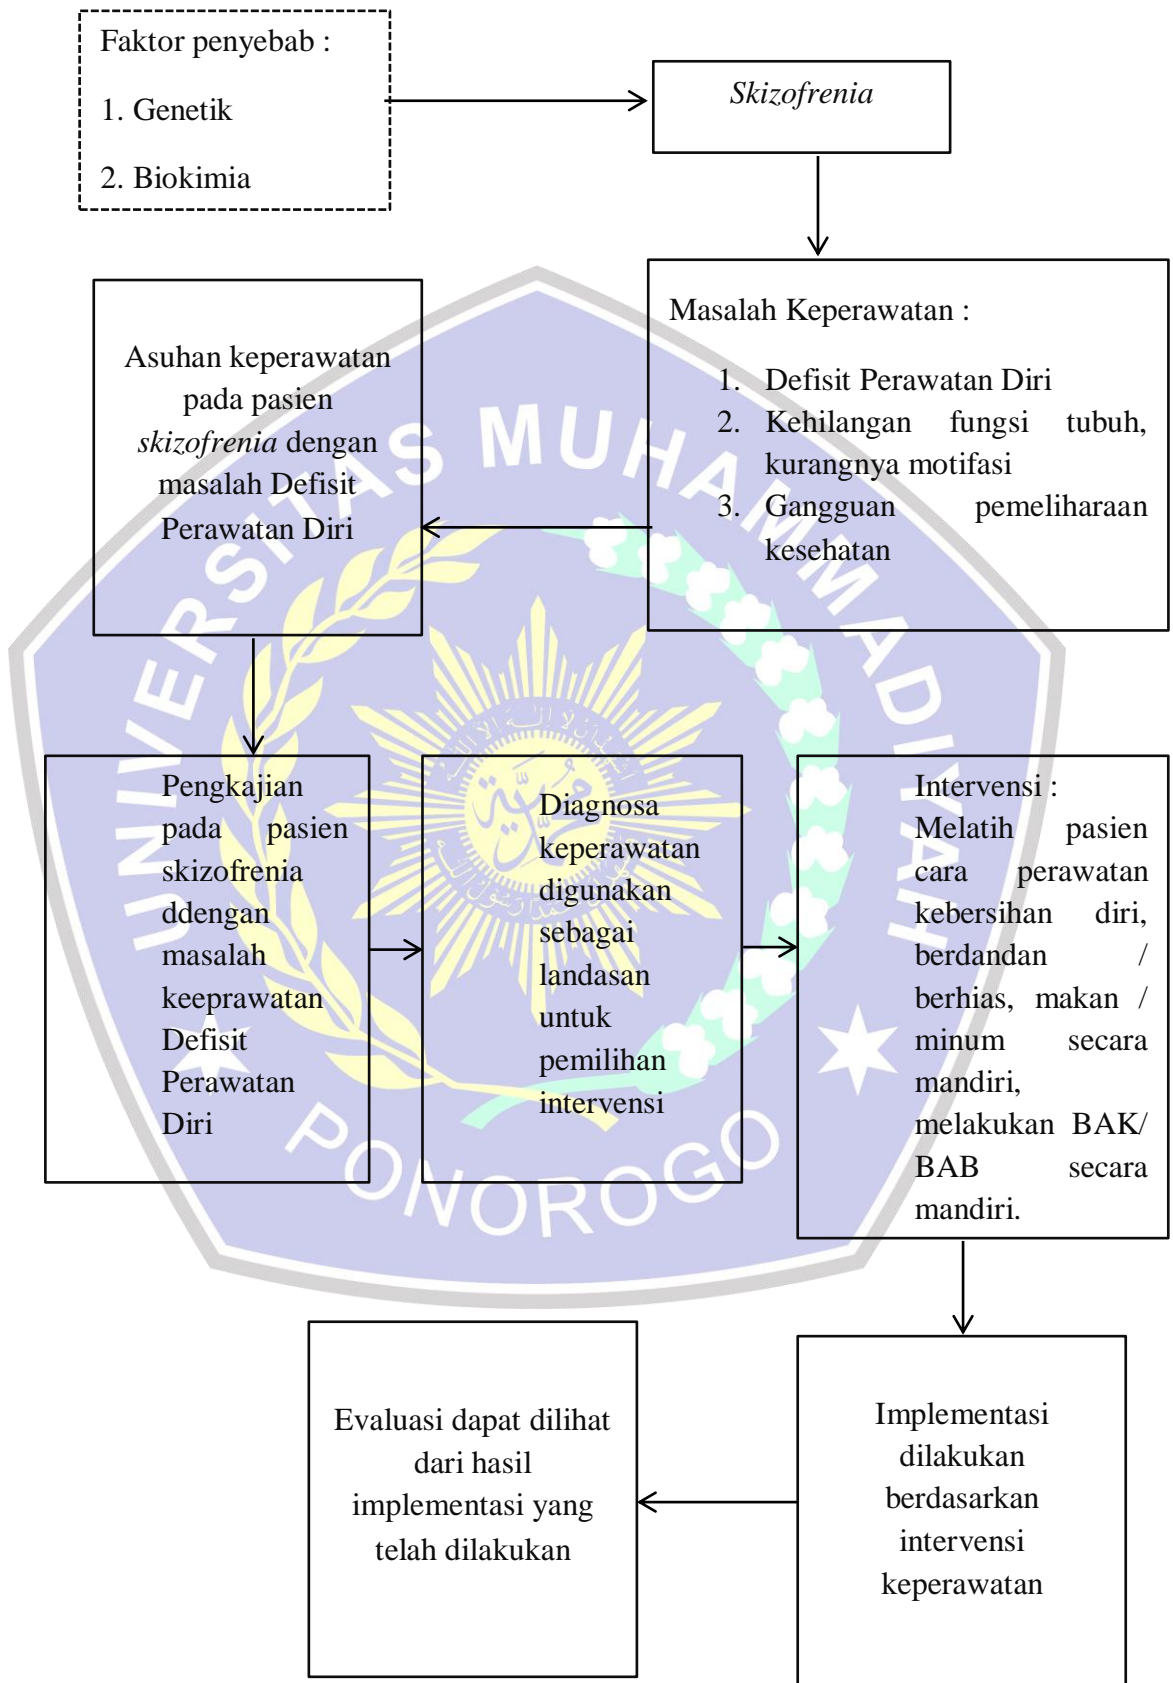 Faktor penyebab :
1. Genetik
2. Biokimia
Skizofrenia
Masalah Keperawatan :
1. Defisit Perawatan Diri
2. Kehilangan fungsi tubuh,
kurangnya motifasi
3. Gangguan pemeliharaan
kesehatan
Asuhan keperawatan
pada pasien
skizofrenia dengan
masalah Defisit
Perawatan Diri
Pengkajian
pada pasien
skizofrenia
ddengan
masalah
keeprawatan
Defisit
Perawatan
Diri
Diagnosa
keperawatan
digunakan
sebagai
landasan
untuk
pemilihan
intervensi
Intervensi :
Melatih pasien
cara perawatan
kebersihan diri,
berdandan /
berhias, makan /
minum secara
mandiri,
melakukan BAK/
BAB secara
mandiri.
Implementasi
dilakukan
berdasarkan
intervensi
keperawatan
Evaluasi dapat dilihat
dari hasil
implementasi yang
telah dilakukan
UNIVERSITAS MUHAMMADIYAH
PONOROGO